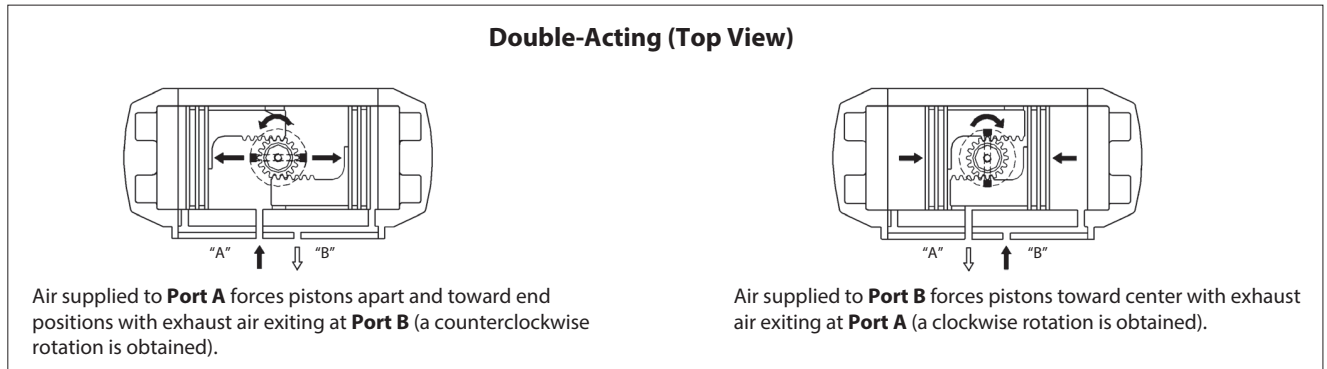 Double-Acting (Top View)
“A”
“B”
Air supplied to Port A forces pistons apart and toward end
positions with exhaust air exiting at Port B (a counterclockwise
rotation is obtained).
“A”
“B”
Air supplied to Port B forces pistons toward center with exhaust
air exiting at Port A (a clockwise rotation is obtained).